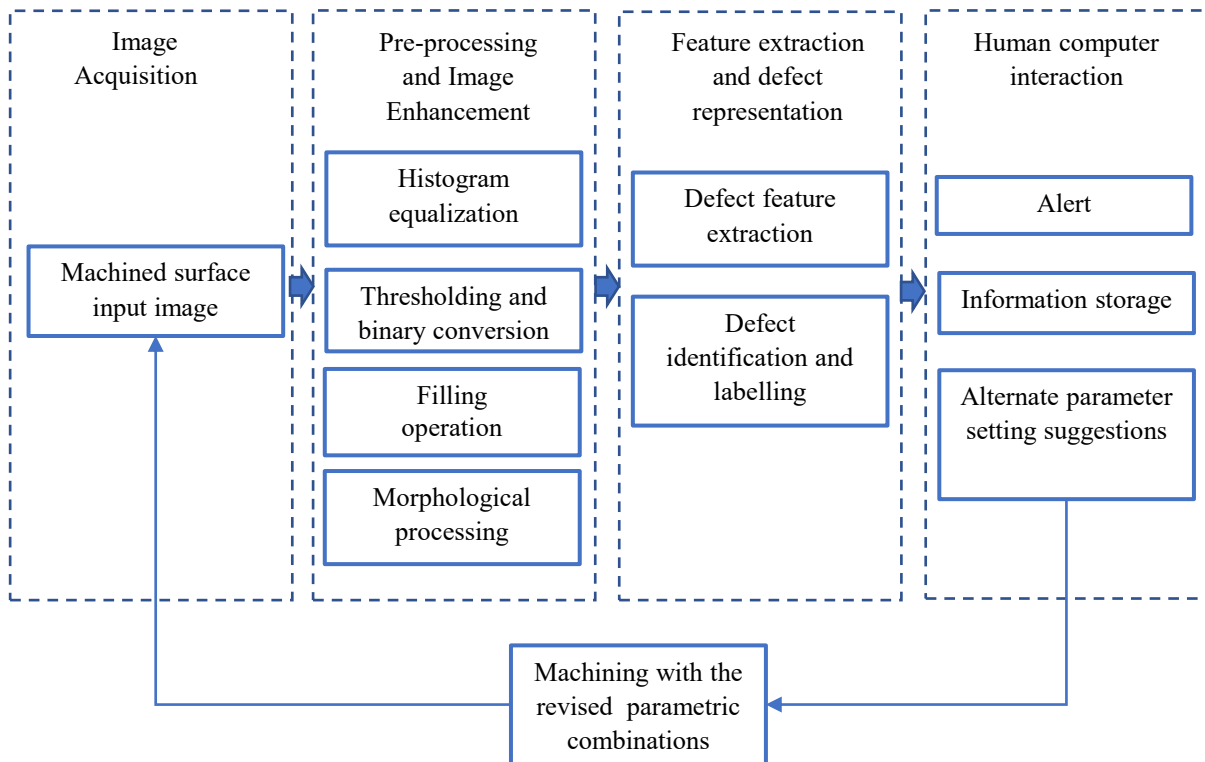 Image
Acquisition
Machined surface
input image
Pre-processing
and Image
Enhancement
Histogram
equalization
Thresholding and
binary conversion
Filling
operation
Morphological
processing
Feature extraction
and defect
representation
Defect feature
extraction
Defect
identification and
labelling
Human computer
interaction
Alert
Information storage
Alternate parameter
setting suggestions
Machining with the
revised parametric
combinations